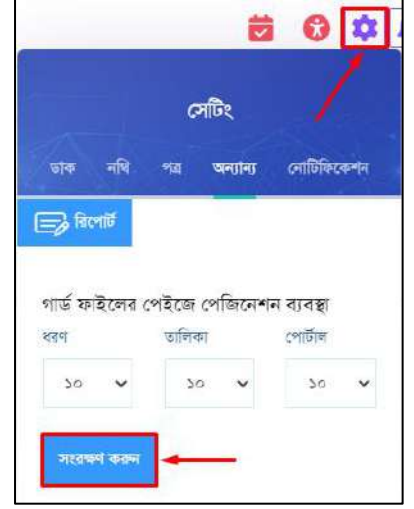 সেটিং
ডাক নথি পত্র অন্যান্য নোটিফিকেশন
রিপোর্ট
গার্ড ফাইলের পেইজে পেজিনেশন ব্যবস্থা
ধরণ তালিকা পোর্টাল
১০ ১০ ১০
সংরক্ষণ করুন